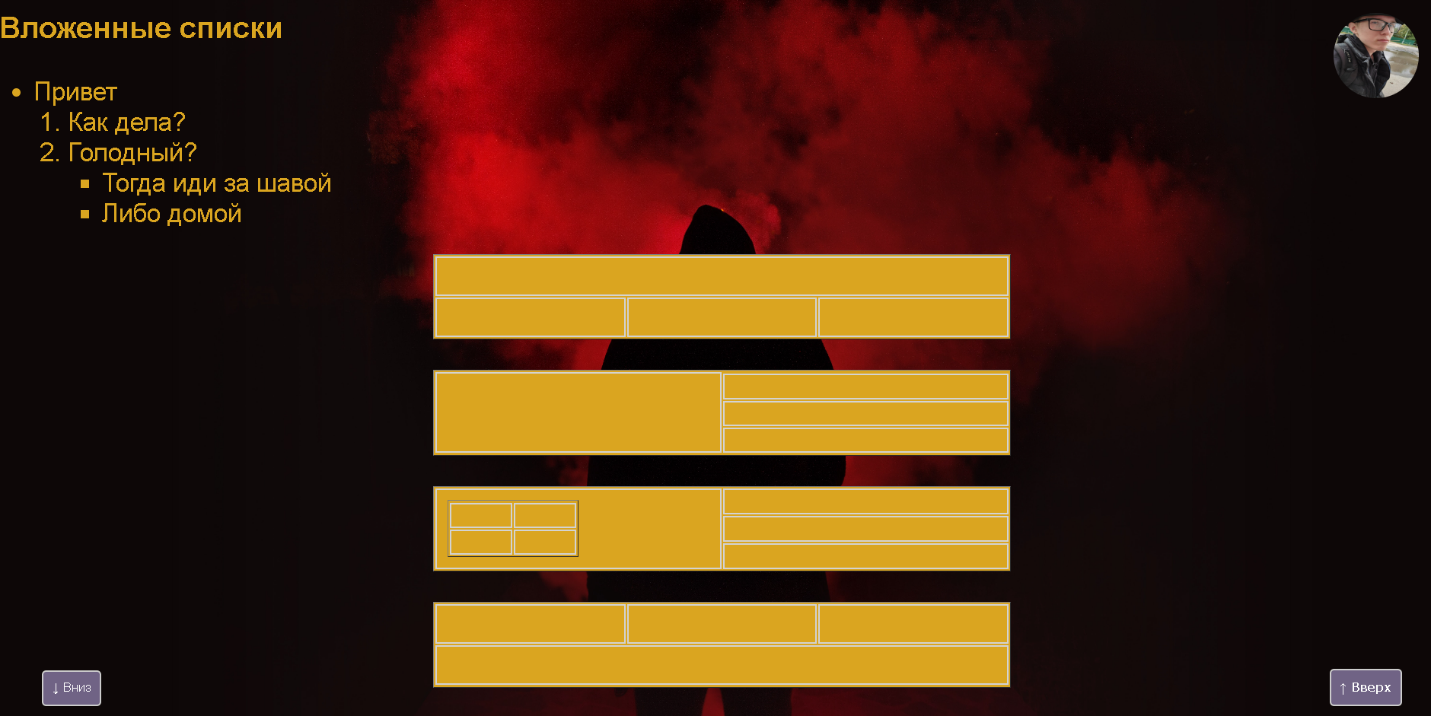 Вложенные списки
• Привет
1. Как дела?
2. Голодный?
▪ Тогда иди за шавой
▪ Либо домой
↓ Вниз
↑ Вверх